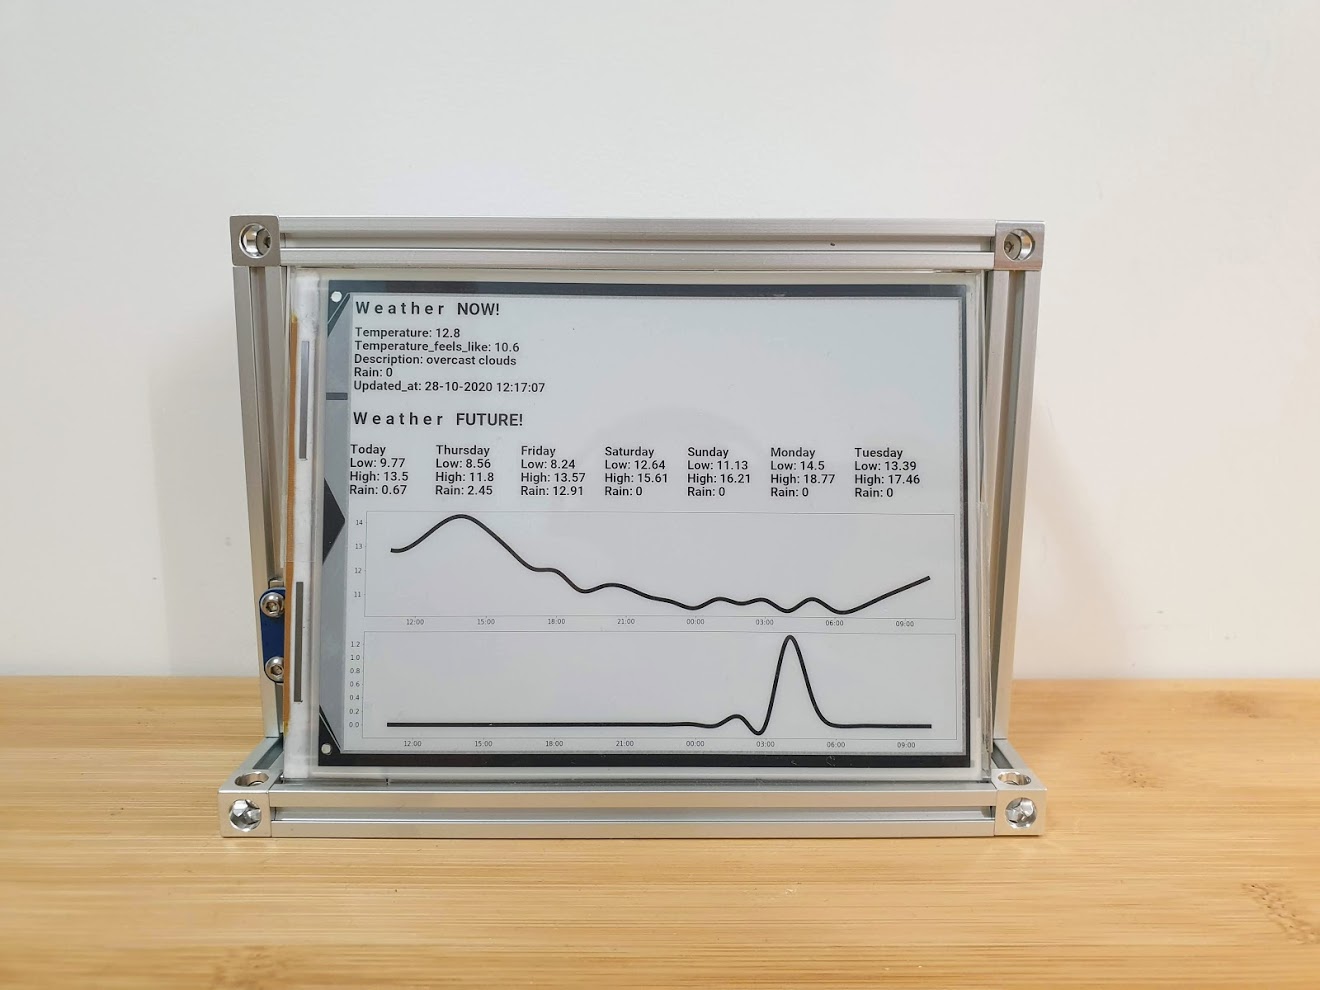 Weather NOW!
Temperature: 12.8
Temperature_feels_like: 10.6
Description: overcast clouds
Rain: 0
Updated_at: 28-10-2020 12:17:07
Weather FUTURE!
Today Thursday Friday Saturday Sunday Monday Tuesday
Low: 9.77 Low: 8.56 Low: 8.24 Low: 12.64 Low: 11.13 Low: 14.5 Low: 13.39
High: 13.5 High: 11.8 High: 13.57 High: 15.61 High: 16.21 High: 18.77 High: 17.46
Rain: 0.67 Rain: 2.45 Rain: 12.91 Rain: 0 Rain: 0 Rain: 0 Rain: 0
14
13
12
11
12:00 15:00 18:00 21:00 00:00 03:00 06:00 09:00
1.2
1.0
0.8
0.6
0.4
0.2
0.0
12:00 15:00 18:00 21:00 00:00 03:00 06:00 09:00